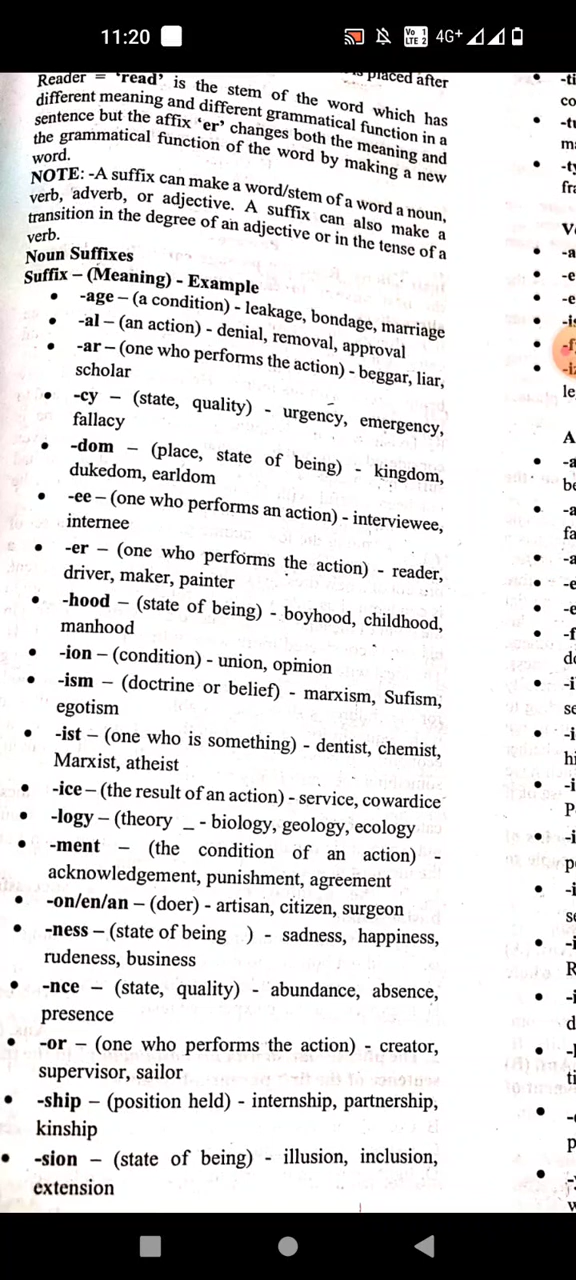 11:20
Vo 1
LTE 2 4G+
placed after
Reader = 'read' is the stem of the word which has
different meaning and different grammatical function in a
sentence but the affix 'er' changes both the meaning and
the grammatical function of the word by making a new
word.
NOTE: -A suffix can make a word/stem of a word a noun,
verb, adverb, or adjective. A suffix can also make a
transition in the degree of an adjective or in the tense of a
verb.
Noun Suffixes
Suffix – (Meaning) - Example
• -age – (a condition) - leakage, bondage, marriage
• -al – (an action) - denial, removal, approval
• -ar – (one who performs the action) - beggar, liar,
scholar
• -cy – (state, quality) - urgency, emergency,
fallacy
• -dom – (place, state of being) - kingdom,
dukedom, earldom
• -ee – (one who performs an action) - interviewee,
internee
• -er – (one who performs the action) - reader,
driver, maker, painter
• -hood – (state of being) - boyhood, childhood,
manhood
• -ion – (condition) - union, opinion
• -ism – (doctrine or belief) - marxism, Sufism,
egotism
• -ist – (one who is something) - dentist, chemist,
Marxist, atheist
• -ice – (the result of an action) - service, cowardice
• -logy – (theory _ - biology, geology, ecology
• -ment – (the condition of an action) -
acknowledgement, punishment, agreement
• -on/en/an – (doer) - artisan, citizen, surgeon
• -ness – (state of being ) - sadness, happiness,
rudeness, business
• -nce – (state, quality) - abundance, absence,
presence
• -or – (one who performs the action) - creator,
supervisor, sailor
• -ship – (position held) - internship, partnership,
kinship
• -sion – (state of being) - illusion, inclusion,
extension